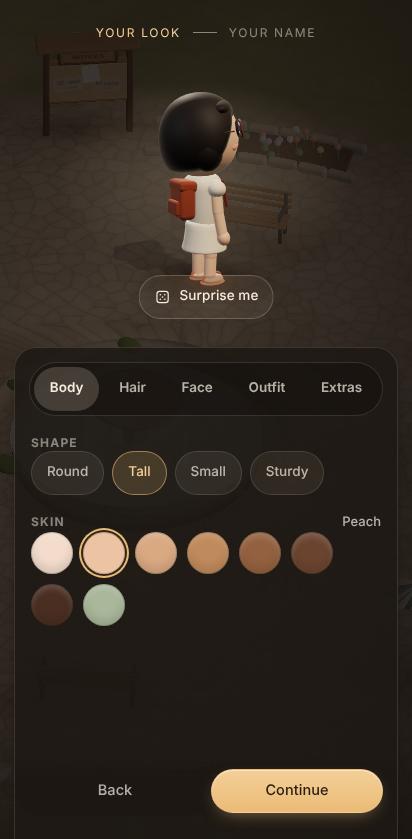 YOUR LOOK — YOUR NAME
Surprise me
Body Hair Face Outfit Extras
SHAPE
Round Tall Small Sturdy
SKIN Peach
Back Continue